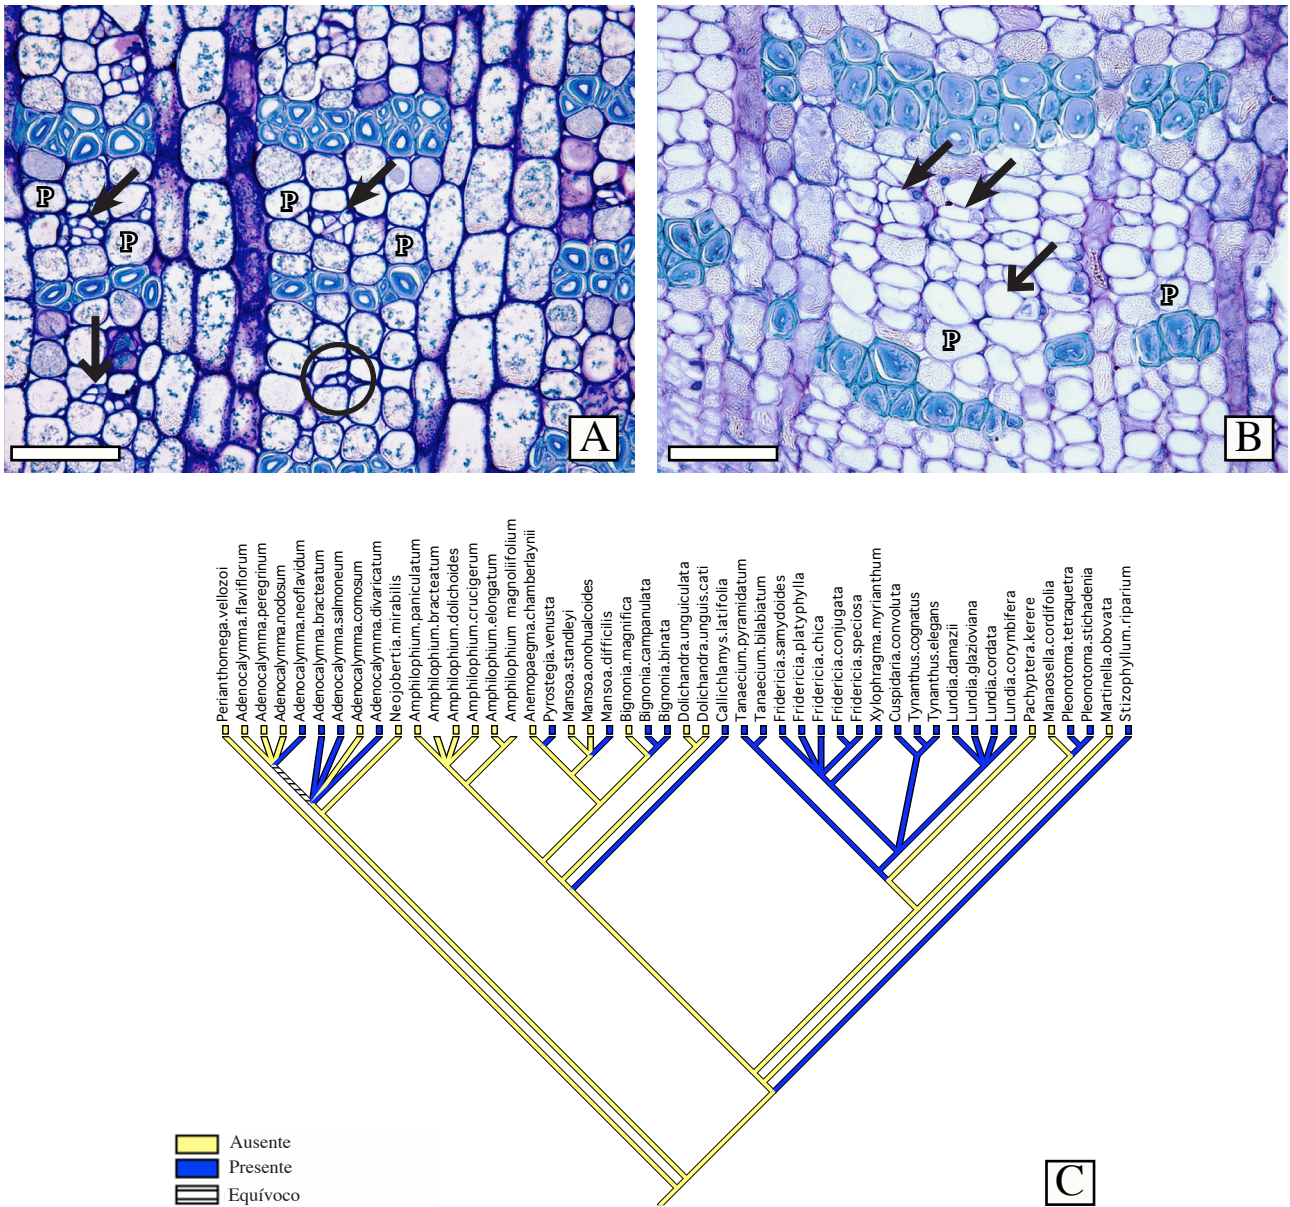 P
P
P
P
A
P
P
B
Perianthomega.vellozoi
Adenocalymma.flaviflorum
Adenocalyma.peregrinum
Adenocalymma.nodosum
Adenocalymma.neoflavidum
Adenocalymma.bracteatum
Adenocalymma.salmoneum
Adenocalymma.comosum
Adenocalymma.divaricatum
Neojobertia.mirabilis
Amphilophium.paniculatum
Amphilophium.bracteatum
Amphilophium.dolichoides
Amphilophium.crucigerum
Amphilophium.elongatum
Amphilophium magnoliifolium
Anemopaegma.chamberlaynii
Pyrostegia.venusta
Mansoa.standleyi
Mansoa.onohualcoides
Mansoa.difficilis
Bignonia.magnifica
Bignonia.campanulata
Bignonia.binata
Dolichandra.unguiculata
Dolichandra.unguis.cati
Callichlamys.latifolia
Tanaecium.pyramidatum
Tanaecium.bilabiatum
Fridericia.samydoides
Fridericia.platyphylla
Fridericia.chica
Fridericia.conjugata
Fridericia.speciosa
Xylophragma.myrianthum
Cuspidaria.convoluta
Tynanthus.cognatus
Tynanthus.elegans
Lundia.damazii
Lundia.glazioviana
Lundia.cordata
Lundia.corymbifera
Pachyptera.kerere
Manaosella.cordifolia
Pleonotoma.tetraquetra
Pleonotoma.stichadenia
Martinella.obovata
Stizophyllum.riparium
Ausente
Presente
Equívoco
C